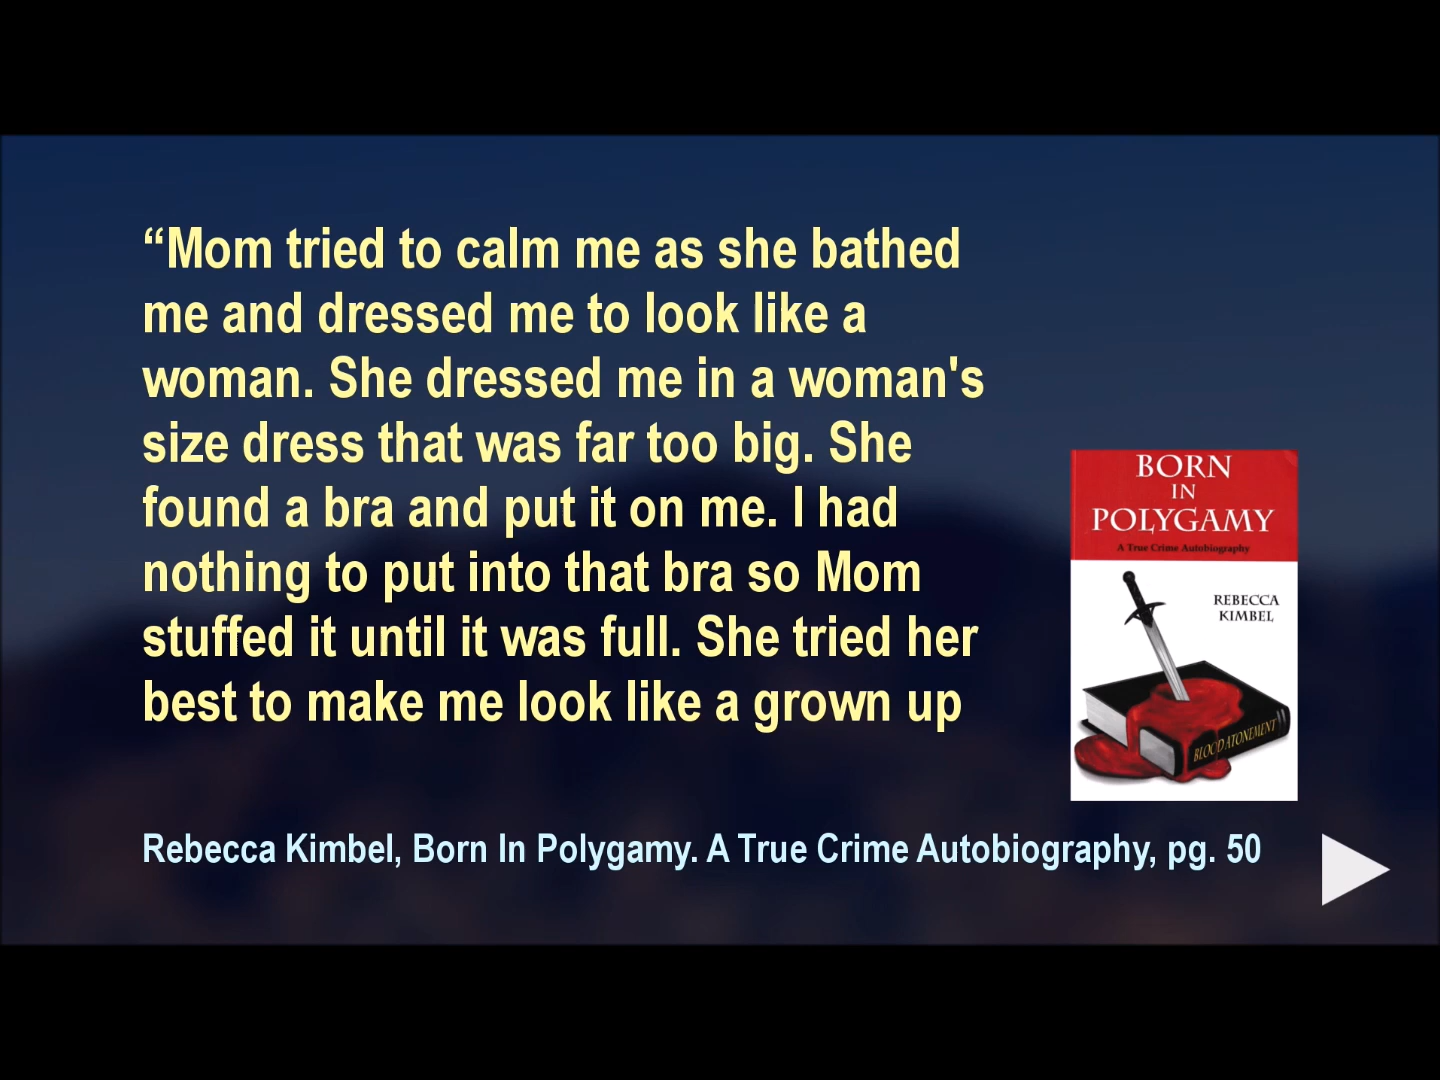 “Mom tried to calm me as she bathed
me and dressed me to look like a
woman. She dressed me in a woman's
size dress that was far too big. She
found a bra and put it on me. I had
nothing to put into that bra so Mom
stuffed it until it was full. She tried her
best to make me look like a grown up
BORN
IN
POLYGAMY
A True Crime Autobiography
REBECCA
KIMBEL
BLOOD ATONEMENT
Rebecca Kimbel, Born In Polygamy. A True Crime Autobiography, pg. 50